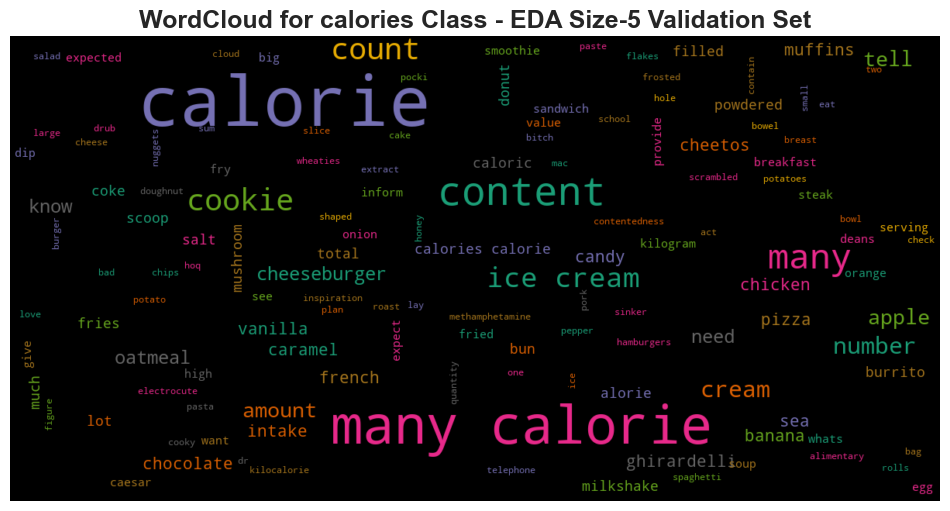 WordCloud for calories Class - EDA Size-5 Validation Set
salad expected cloud big count smoothie paste flakes filled muffins tell
pocki donut frosted contain two
calorie sandwich hole powdered small eat
large drub cheese nuggets sum slice cake value bitch school provide bowel cheetos breast
dip wheaties extract caloric mac breakfast
fry scrambled potatoes
coke doughnut cookie inform content steak
know scoop shaped honey contentedness bowl serving
burger salt mushroom onion calories calorie kilogram act deans check
total candy many
bad chips hoq cheeseburger ice cream chicken orange
see inspiration pork
love potato plan roast lay methamphetamine sinker pizza apple
fries vanilla fried pepper need
give caramel expect bun hamburgers number
oatmeal
high french quantity one ice burrito
much electrocute alorie cream
figure pasta amount
lot cooky want intake many calorie sea
banana whats
chocolate dr kilocalorie telephone ghirardelli soup alimentary bag
caesar milkshake spaghetti rolls egg